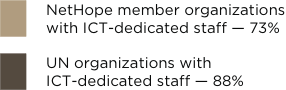 NetHope member organizations
with ICT-dedicated staff — 73%
UN organizations with
ICT-dedicated staff — 88%